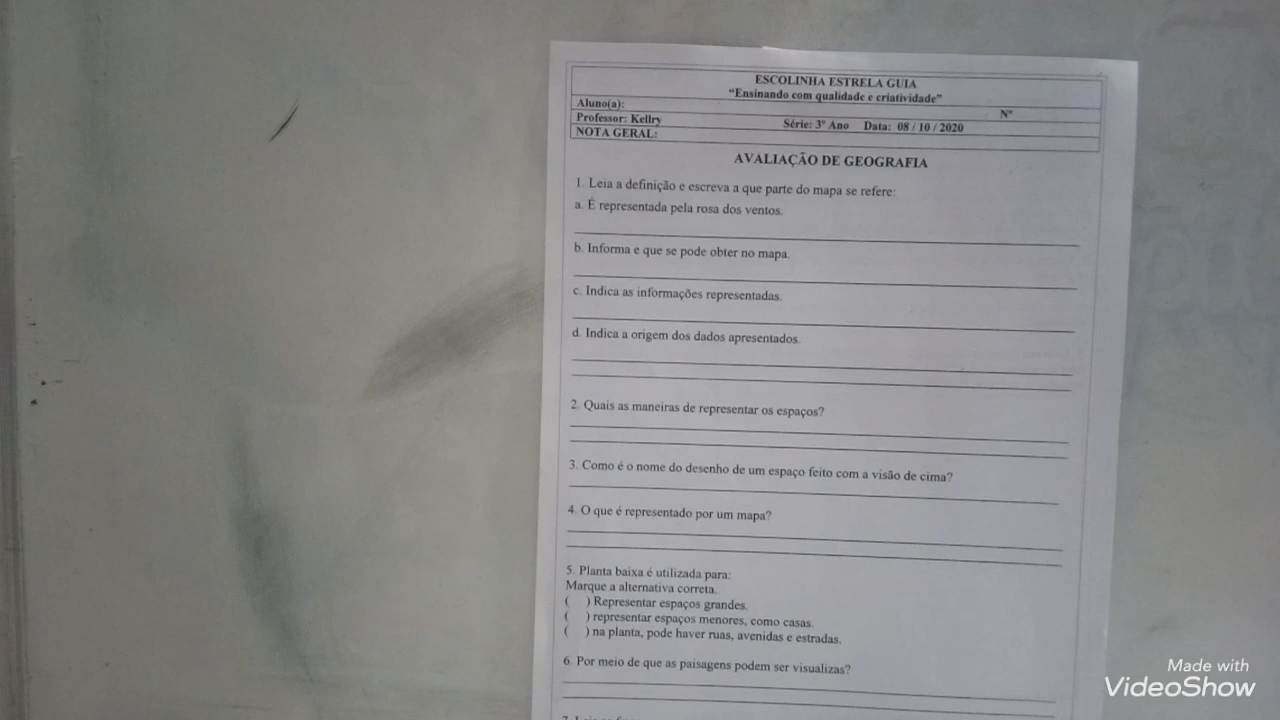 ESCOLINHA ESTRELA GUIA
“Ensinando com qualidade e criatividade”
Aluno(a): Nº
Professor: Kellry Série: 3º Ano Data: 08 / 10 / 2020
NOTA GERAL:
AVALIAÇÃO DE GEOGRAFIA
1. Leia a definição e escreva a que parte do mapa se refere:
a. É representada pela rosa dos ventos.
b. Informa e que se pode obter no mapa.
c. Indica as informações representadas.
d. Indica a origem dos dados apresentados.
2. Quais as maneiras de representar os espaços?
3. Como é o nome do desenho de um espaço feito com a visão de cima?
4. O que é representado por um mapa?
5. Planta baixa é utilizada para:
Marque a alternativa correta.
( ) Representar espaços grandes.
( ) representar espaços menores, como casas.
( ) na planta, pode haver ruas, avenidas e estradas.
6. Por meio de que as paisagens podem ser visualizas?
Made with
VideoShow